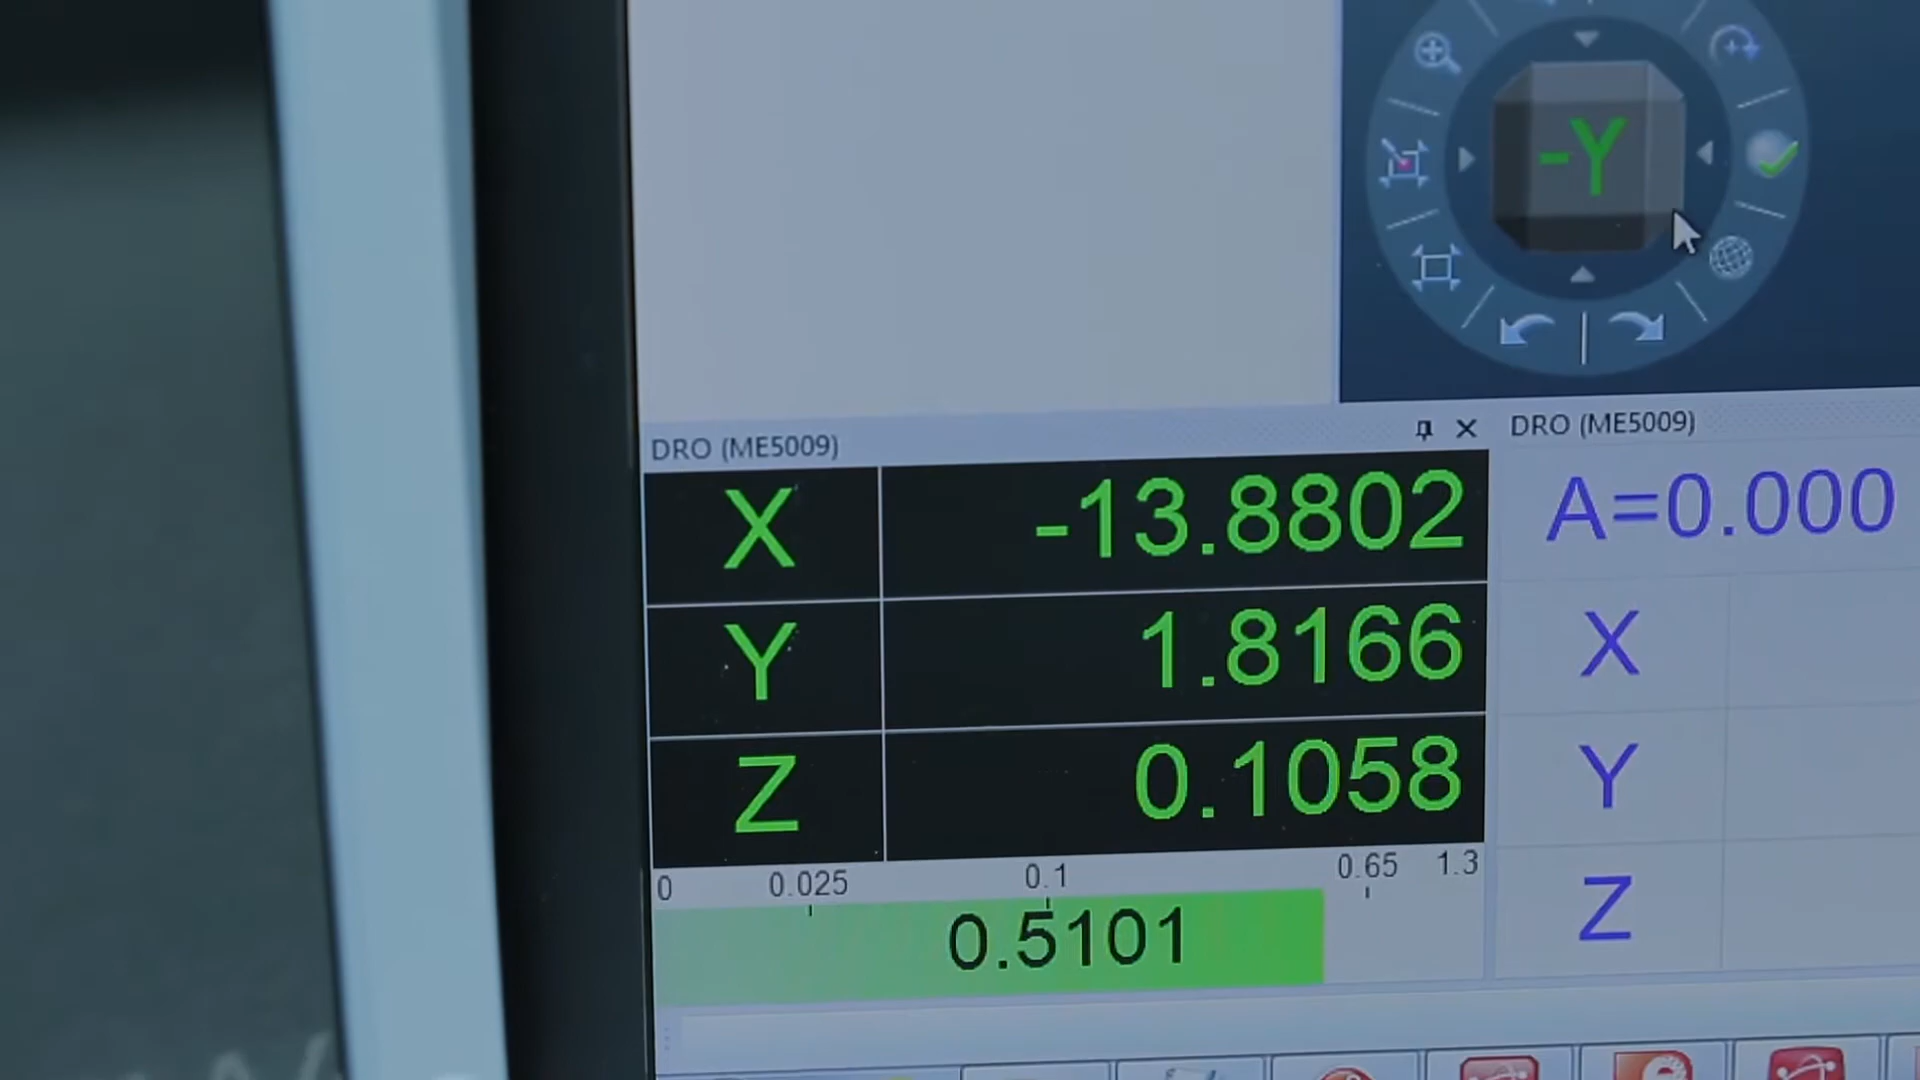 -Y
DRO (ME5009)
X -13.8802
Y 1.8166
Z 0.1058
0 0.025 0.1 0.65 1.3
0.5101
DRO (ME5009)
A=0.000
X
Y
Z